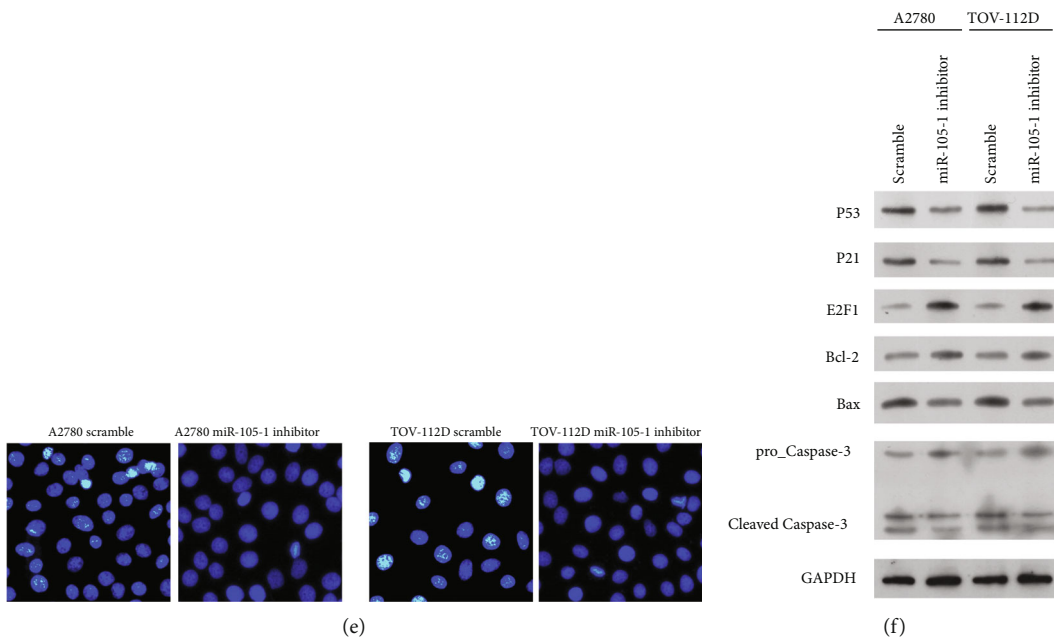 A2780
TOV-112D
Scramble
miR-105-1 inhibitor
Scramble
miR-105-1 inhibitor
P53
P21
E2F1
Bcl-2
Bax
pro_Caspase-3
Cleaved Caspase-3
GAPDH
A2780 scramble
A2780 miR-105-1 inhibitor
TOV-112D scramble
TOV-112D miR-105-1 inhibitor
(e)
(f)